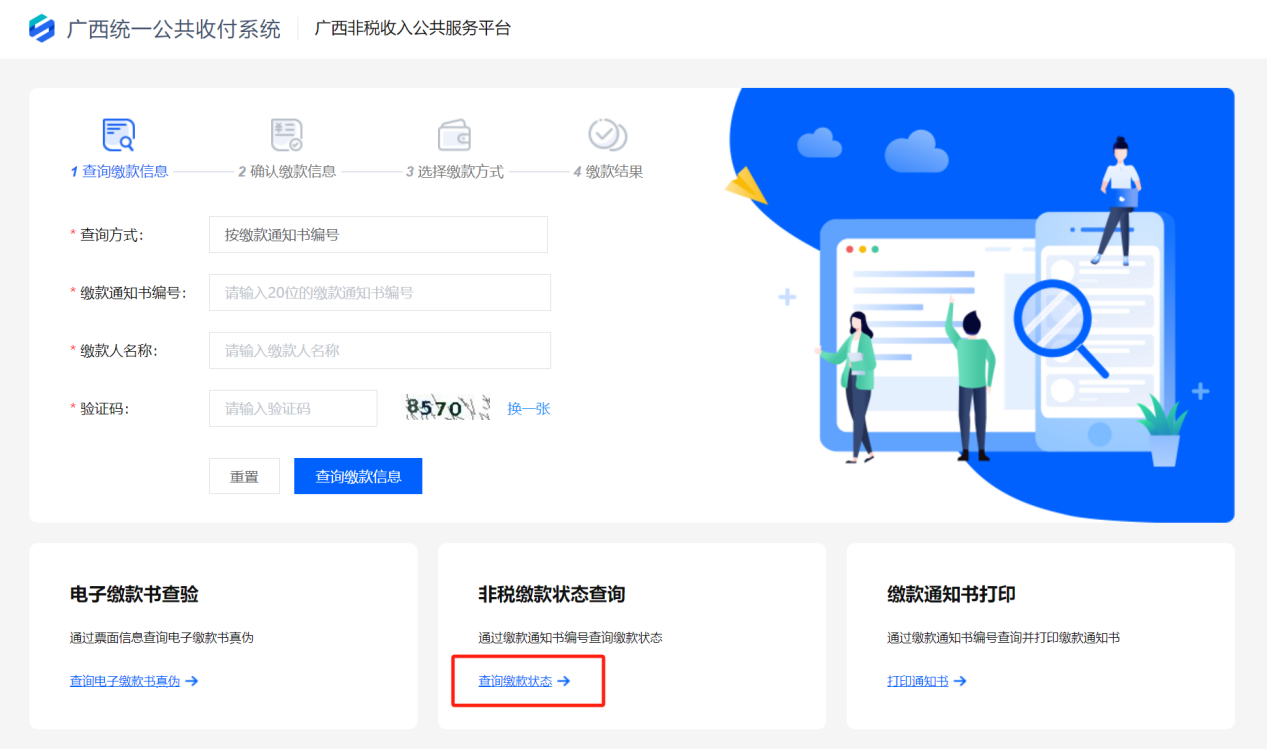 广西统一公共收付系统 广西非税收入公共服务平台
1 查询缴款信息 2 确认缴款信息 3 选择缴款方式 4 缴款结果
* 查询方式: 按缴款通知书编号
* 缴款通知书编号: 请输入20位的缴款通知书编号
* 缴款人名称: 请输入缴款人名称
* 验证码: 请输入验证码 8570 换一张
重置 查询缴款信息
电子缴款书查验
通过票面信息查询电子缴款书真伪
查询电子缴款书真伪
非税缴款状态查询
通过缴款通知书编号查询缴款状态
查询缴款状态
缴款通知书打印
通过缴款通知书编号查询并打印缴款通知书
打印通知书